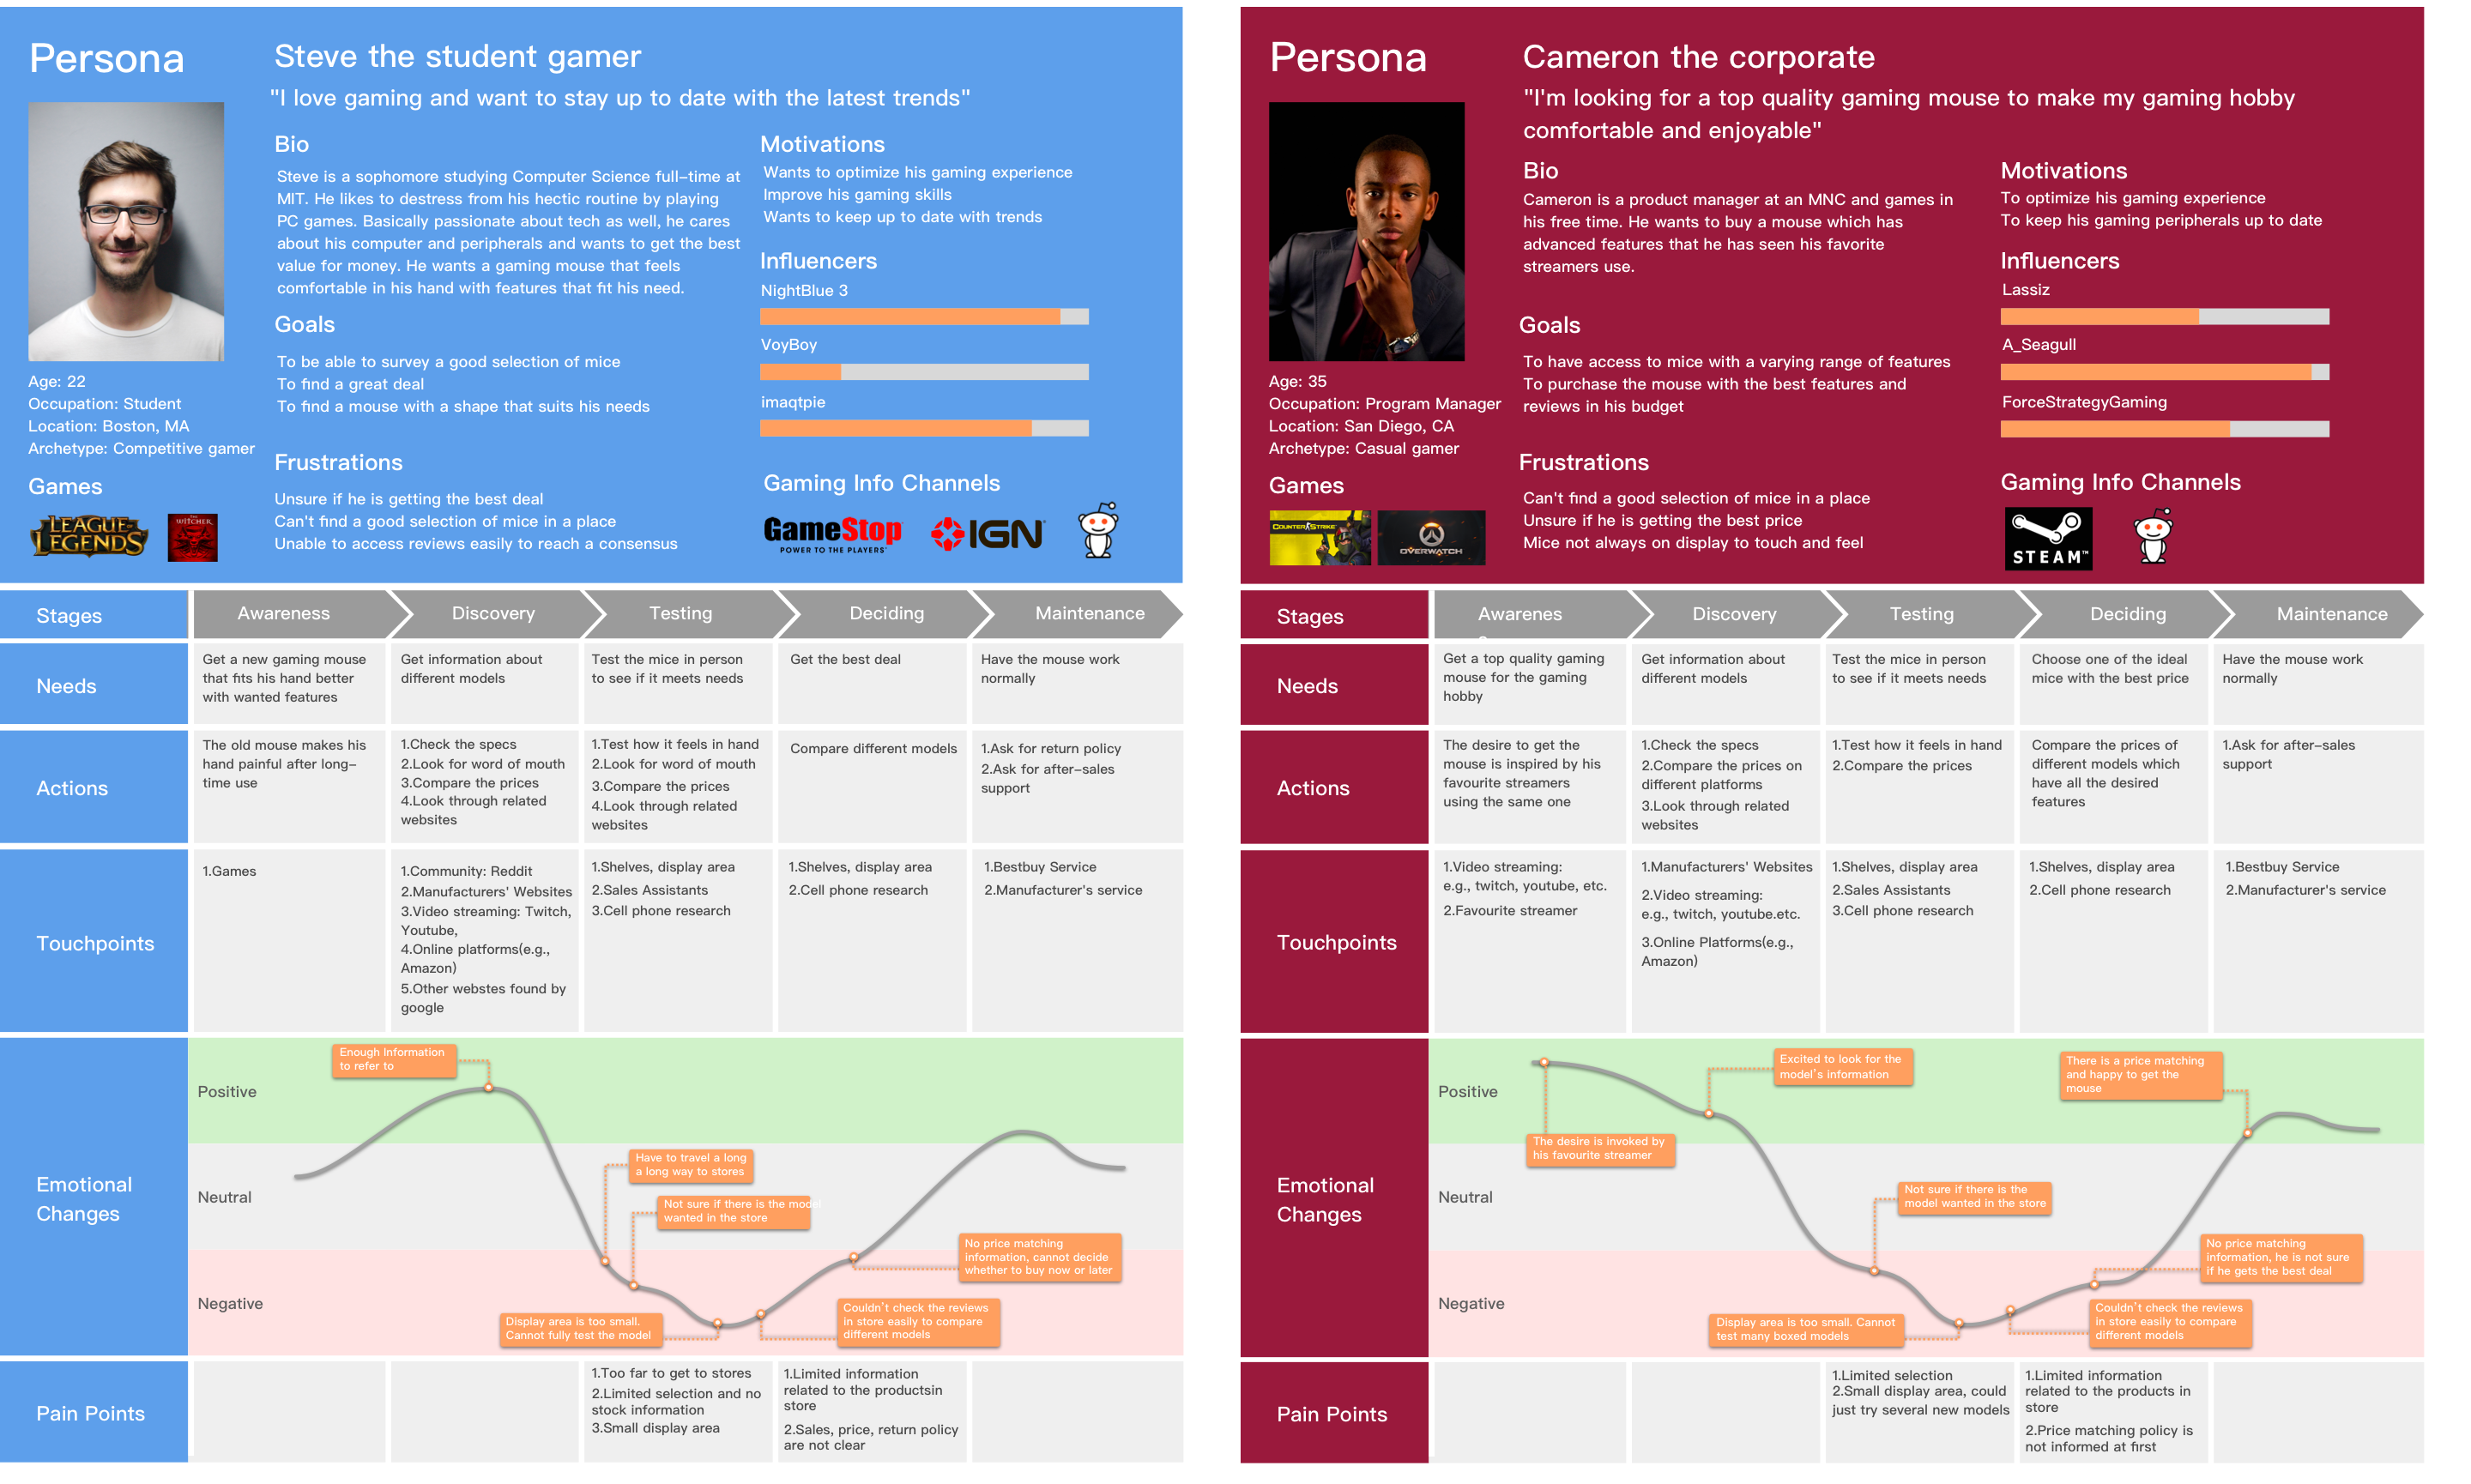 Persona
Steve the student gamer
"I love gaming and want to stay up to date with the latest trends"
Bio
Steve is a sophomore studying Computer Science full-time at
MIT. He likes to destress from his hectic routine by playing
PC games. Basically passionate about tech as well, he cares
about his computer and peripherals and wants to get the best
value for money. He wants a gaming mouse that feels
comfortable in his hand with features that fit his need.
Goals
To be able to survey a good selection of mice
To find a great deal
To find a mouse with a shape that suits his needs
Frustrations
Unsure if he is getting the best deal
Can't find a good selection of mice in a place
Unable to access reviews easily to reach a consensus
Motivations
Wants to optimize his gaming experience
Improve his gaming skills
Wants to keep up to date with trends
Influencers
NightBlue 3
VoyBoy
imaqtpie
Gaming Info Channels
GameStop
POWER TO THE PLAYERS
IGN
Age: 22
Occupation: Student
Location: Boston, MA
Archetype: Competitive gamer
Games
LEAGUE
LEGENDS
WITCHER
Stages
Awareness
Discovery
Testing
Deciding
Maintenance
Needs
Get a new gaming mouse
that fits his hand better
with wanted features
Get information about
different models
Test the mice in person
to see if it meets needs
Get the best deal
Have the mouse work
normally
Actions
The old mouse makes his
hand painful after long-
time use
1.Check the specs
2.Look for word of mouth
3.Compare the prices
4.Look through related
websites
1.Test how it feels in hand
2.Look for word of mouth
3.Compare the prices
4.Look through related
websites
Compare different models
1.Ask for return policy
2.Ask for after-sales
support
Touchpoints
1.Games
1.Community: Reddit
2.Manufacturers' Websites
3.Video streaming: Twitch,
Youtube,
4.Online platforms(e.g.,
Amazon)
5.Other webstes found by
google
1.Shelves, display area
2.Sales Assistants
3.Cell phone research
1.Shelves, display area
2.Cell phone research
1.Bestbuy Service
2.Manufacturer's service
Emotional
Changes
Positive
Neutral
Negative
Enough Information
to refer to
Have to travel a long
a long way to stores
Not sure if there is the model
wanted in the store
Display area is too small.
Cannot fully test the model
Couldn't check the reviews
in store easily to compare
different models
No price matching
information, cannot decide
whether to buy now or later
Pain Points
1.Too far to get to stores
2.Limited selection and no
stock information
3.Small display area
1.Limited information
related to the productsin
store
2.Sales, price, return policy
are not clear
Persona
Cameron the corporate
"I'm looking for a top quality gaming mouse to make my gaming hobby
comfortable and enjoyable"
Bio
Cameron is a product manager at an MNC and games in
his free time. He wants to buy a mouse which has
advanced features that he has seen his favorite
streamers use.
Goals
To have access to mice with a varying range of features
To purchase the mouse with the best features and
reviews in his budget
Frustrations
Can't find a good selection of mice in a place
Unsure if he is getting the best price
Mice not always on display to touch and feel
Motivations
To optimize his gaming experience
To keep his gaming peripherals up to date
Influencers
Lassiz
A_Seagull
ForceStrategyGaming
Gaming Info Channels
STEAM™
Age: 35
Occupation: Program Manager
Location: San Diego, CA
Archetype: Casual gamer
Games
COUNTER STRIKE
OVERWATCH
Stages
Awarenes
Discovery
Testing
Deciding
Maintenance
Needs
Get a top quality gaming
mouse for the gaming
hobby
Get information about
different models
Test the mice in person
to see if it meets needs
Choose one of the ideal
mice with the best price
Have the mouse work
normally
Actions
The desire to get the
mouse is inspired by his
favourite streamers
using the same one
1.Check the specs
2.Compare the prices on
different platforms
3.Look through related
websites
1.Test how it feels in hand
2.Compare the prices
Compare the prices of
different models which
have all the desired
features
1.Ask for after-sales
support
Touchpoints
1.Video streaming:
e.g., twitch, youtube, etc.
2.Favourite streamer
1.Manufacturers' Websites
2.Video streaming:
e.g., twitch, youtube.etc.
3.Online Platforms(e.g.,
Amazon)
1.Shelves, display area
2.Sales Assistants
3.Cell phone research
1.Shelves, display area
2.Cell phone research
1.Bestbuy Service
2.Manufacturer's service
Emotional
Changes
Positive
Neutral
Negative
The desire is invoked by
his favourite streamer
Excited to look for the
model's information
Not sure if there is the
model wanted in the store
Display area is too small. Cannot
test many boxed models
Couldn't check the reviews
in store easily to compare
different models
No price matching
information, he is not sure
if he gets the best deal
There is a price matching
and happy to get the
mouse
Pain Points
1.Limited selection
2.Small display area, could
just try several new models
1.Limited information
related to the products in
store
2.Price matching policy is
not informed at first